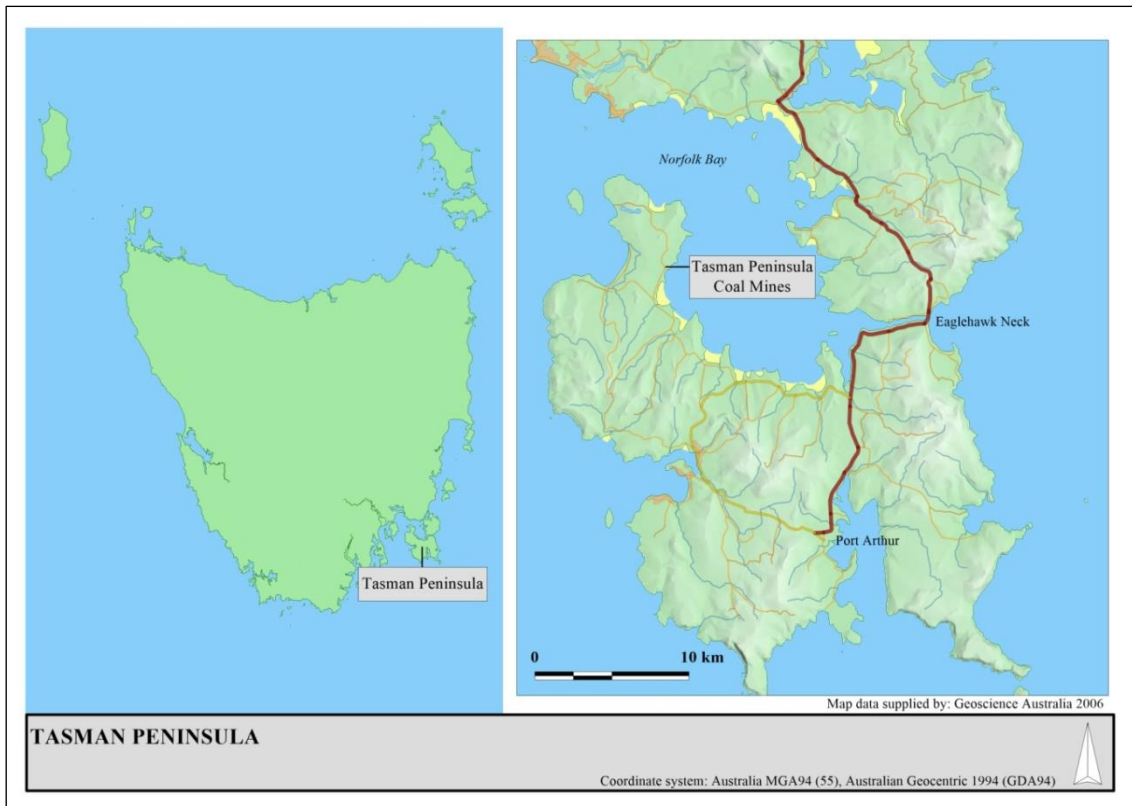 Norfolk Bay
Tasman Peninsula
Coal Mines
Eaglehawk Neck
Port Arthur
Tasman Peninsula
0 10 km
Map data supplied by: Geoscience Australia 2006
TASMAN PENINSULA
Coordinate system: Australia MGA94 (55), Australian Geocentric 1994 (GDA94)